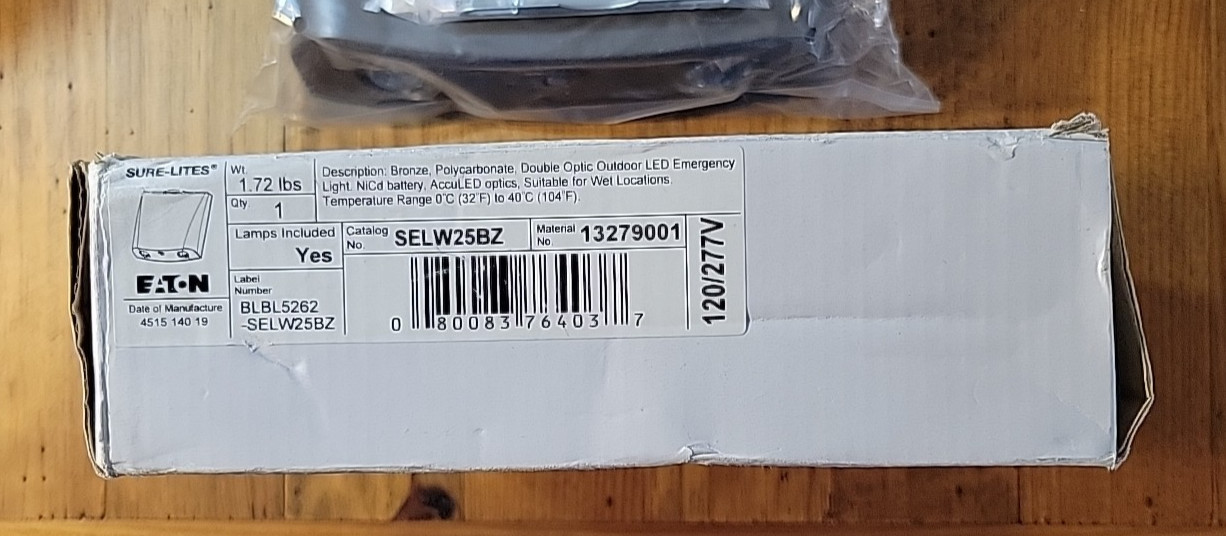 SURE-LITES®
Wt.
1.72 lbs
Qty
1
Description: Bronze, Polycarbonate, Double Optic Outdoor LED Emergency
Light. NiCd battery, AccuLED optics, Suitable for Wet Locations.
Temperature Range 0°C (32°F) to 40°C (104°F).
Lamps Included
Yes
Catalog
No.
SELW25BZ
Material
No.
13279001
120/277V
EATON
Date of Manufacture
4515 140 19
Label
Number
BLBL5262
-SELW25BZ
0 80083 76403 7